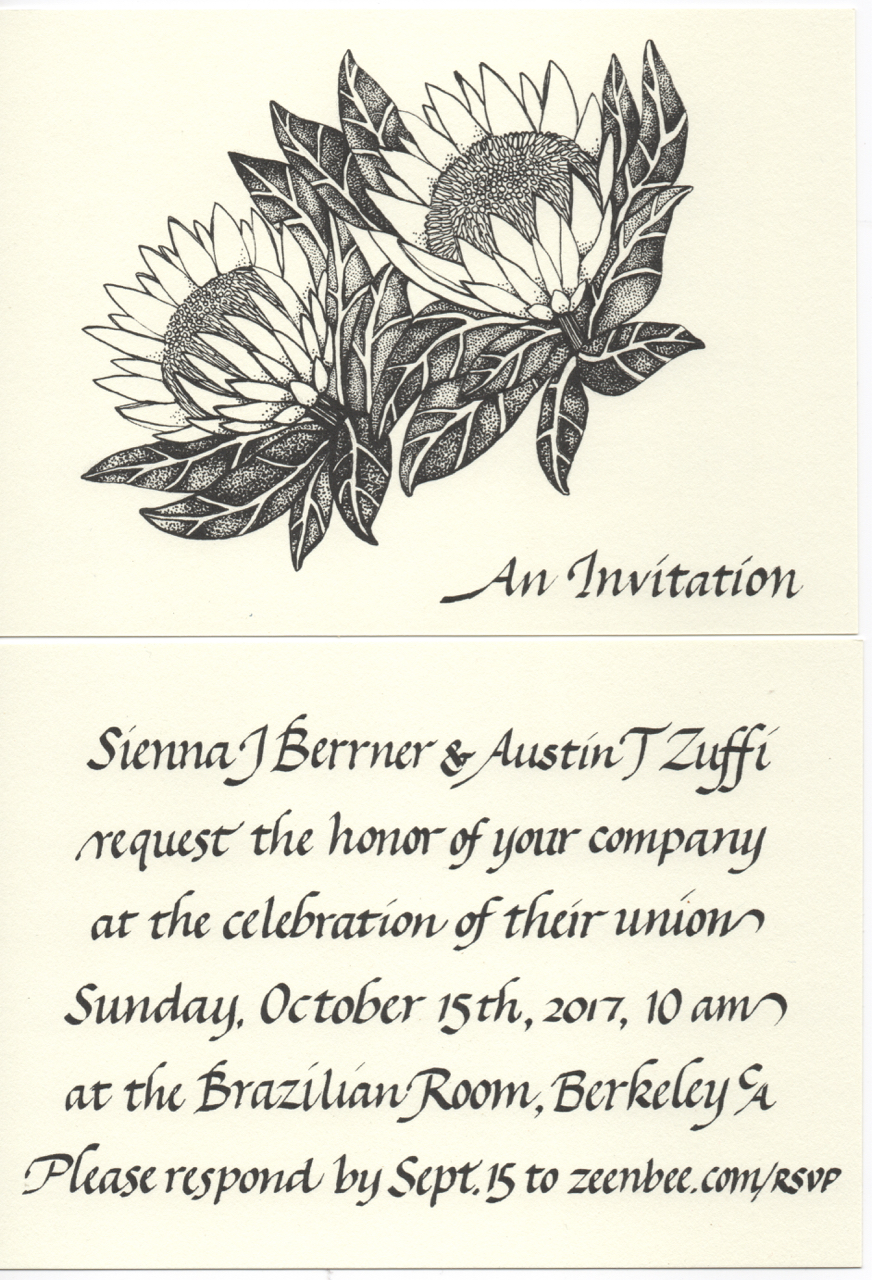 An Invitation
Sienna J Berrner & Austin T Zuffi
request the honor of your company
at the celebration of their union
Sunday, October 15th, 2017, 10 am
at the Brazilian Room, Berkeley CA
Please respond by Sept. 15 to zeenbee.com/RSVP